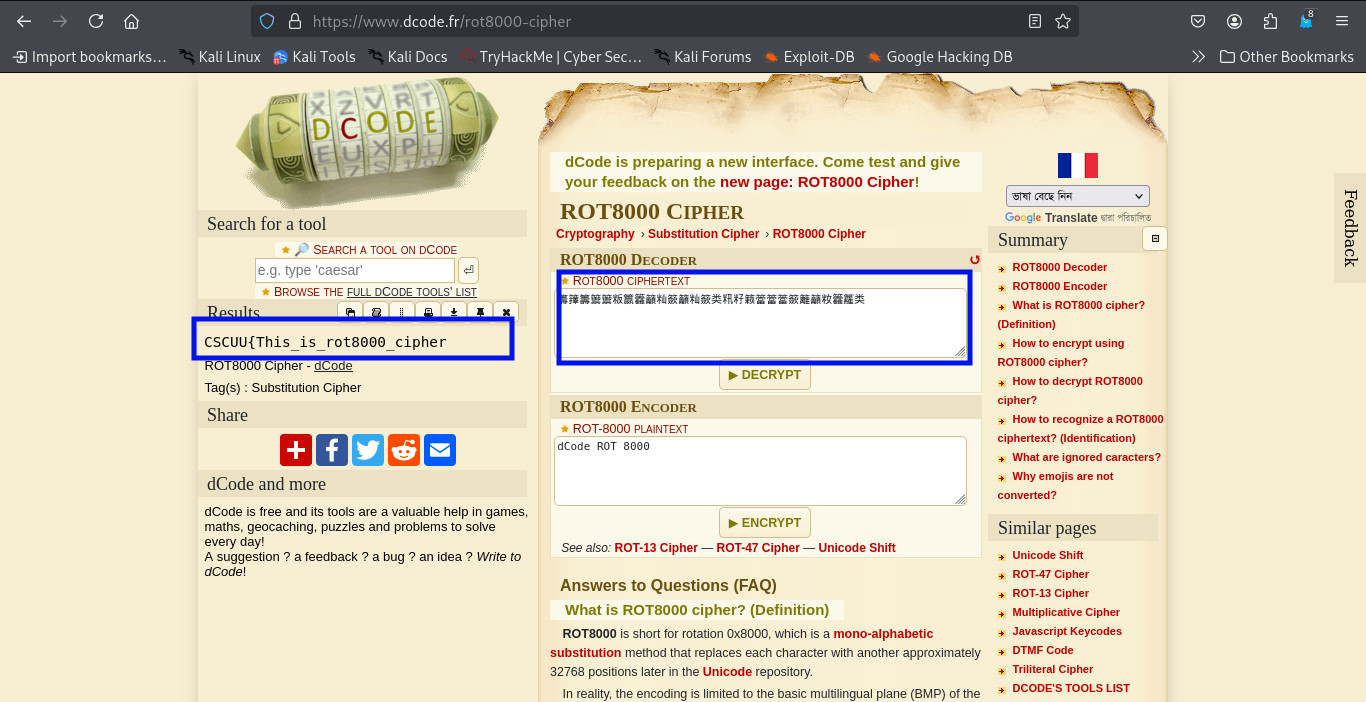 https://www.dcode.fr/rot8000-cipher
8
Import bookmarks…
Kali Linux
Kali Tools
Kali Docs
TryHackMe | Cyber Sec…
Kali Forums
Exploit-DB
Google Hacking DB
Other Bookmarks
DCODE
Search for a tool
SEARCH A TOOL ON DCODE
e.g. type 'caesar'
BROWSE THE FULL DCODE TOOLS' LIST
Results
CSCUU{This_is_rot8000_cipher
ROT8000 Cipher - dCode
Tag(s) : Substitution Cipher
Share
dCode and more
dCode is free and its tools are a valuable help in games,
maths, geocaching, puzzles and problems to solve
every day!
A suggestion ? a feedback ? a bug ? an idea ? Write to
dCode!
dCode is preparing a new interface. Come test and give
your feedback on the new page: ROT8000 Cipher!
ROT8000 CIPHER
Cryptography › Substitution Cipher › ROT8000 Cipher
ROT8000 DECODER
ROT8000 CIPHERTEXT
▶ DECRYPT
ROT8000 ENCODER
ROT-8000 PLAINTEXT
dCode ROT 8000
▶ ENCRYPT
See also: ROT-13 Cipher — ROT-47 Cipher — Unicode Shift
Answers to Questions (FAQ)
What is ROT8000 cipher? (Definition)
ROT8000 is short for rotation 0x8000, which is a mono-alphabetic
substitution method that replaces each character with another approximately
32768 positions later in the Unicode repository.
In reality, the encoding is limited to the basic multilingual plane (BMP) of the
ভাষা বেছে নিন
Google Translate দ্বারা পরিচালিত
Summary
ROT8000 Decoder
ROT8000 Encoder
What is ROT8000 cipher?
(Definition)
How to encrypt using
ROT8000 cipher?
How to decrypt ROT8000
cipher?
How to recognize a ROT8000
ciphertext? (Identification)
What are ignored caracters?
Why emojis are not
converted?
Similar pages
Unicode Shift
ROT-47 Cipher
ROT-13 Cipher
Multiplicative Cipher
Javascript Keycodes
DTMF Code
Triliteral Cipher
DCODE'S TOOLS LIST
Feedback